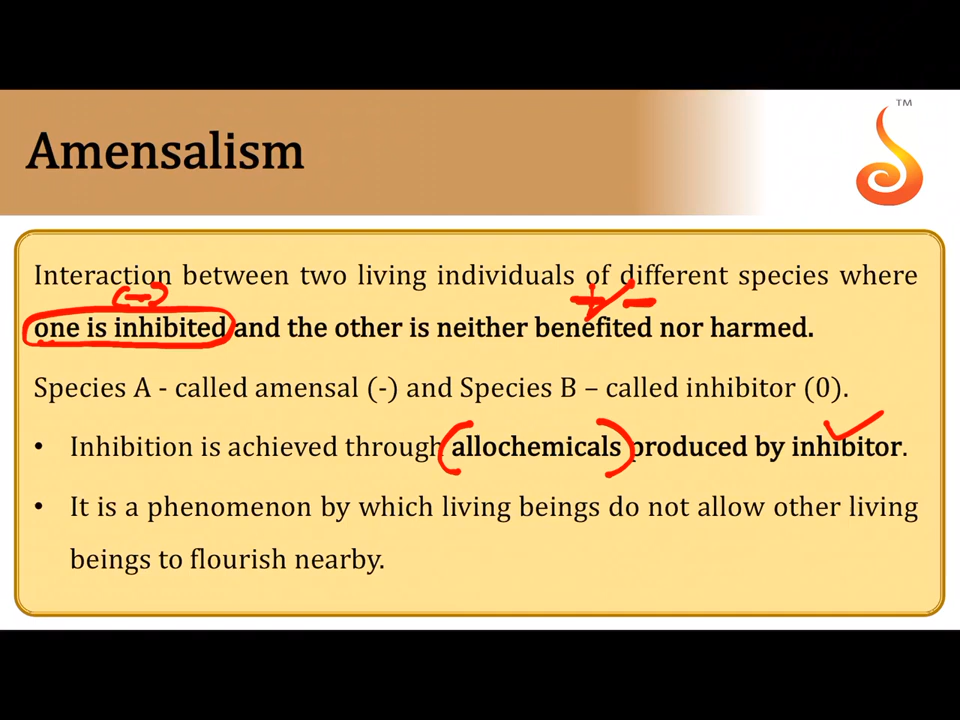 TM
Amensalism
Interaction between two living individuals of different species where
(-) + / -
one is inhibited and the other is neither benefited nor harmed.
Species A - called amensal (-) and Species B – called inhibitor (0).
• Inhibition is achieved through allochemicals produced by inhibitor.
• It is a phenomenon by which living beings do not allow other living
beings to flourish nearby.